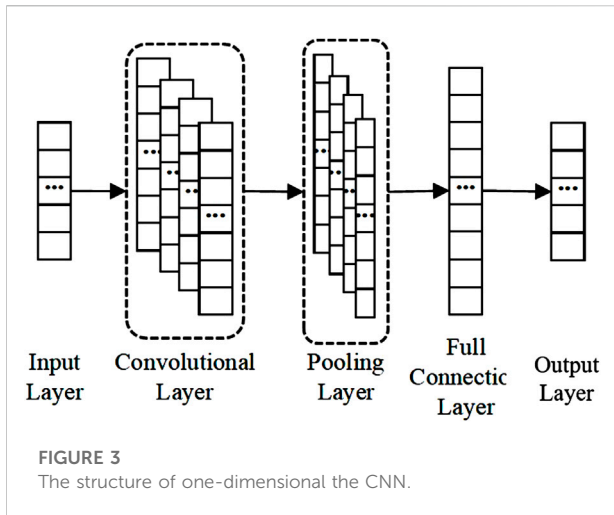 Input
Layer
Convolutional
Layer
Pooling
Layer
Full
Connectic
Layer
Output
Layer
FIGURE 3
The structure of one-dimensional the CNN.